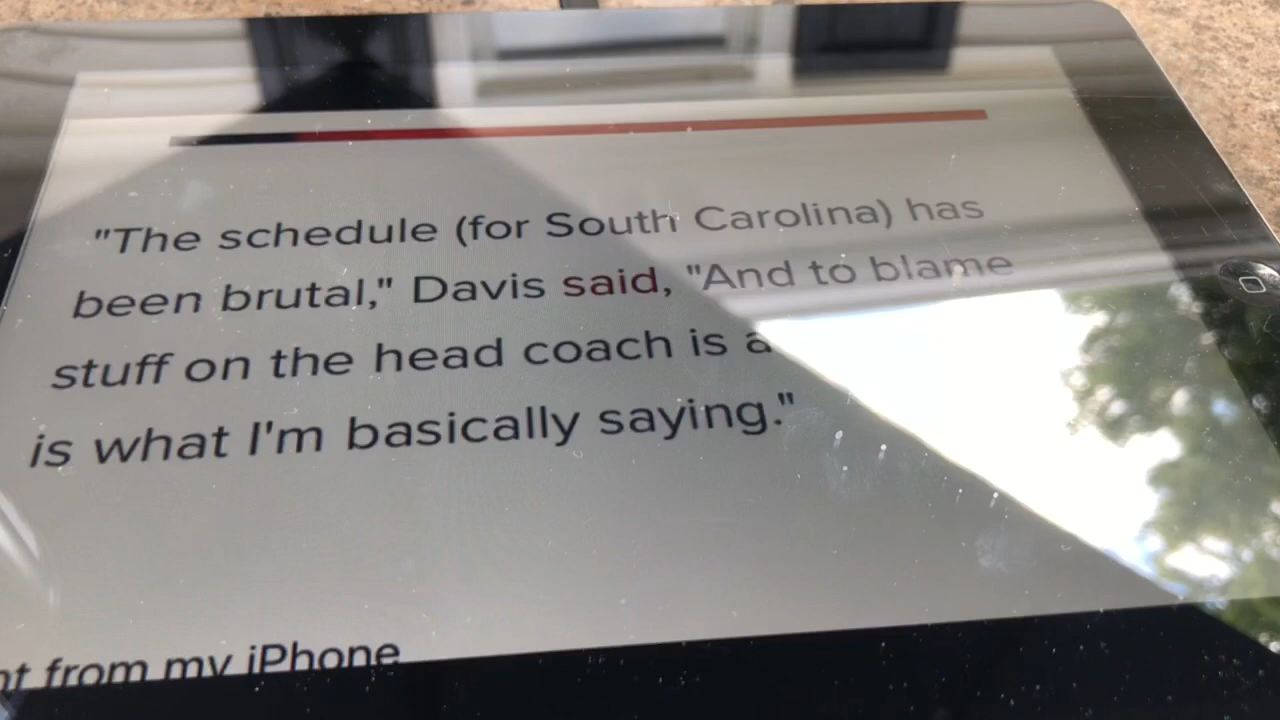 "The schedule (for South Carolina) has
been brutal," Davis said, "And to blame
stuff on the head coach is
is what I'm basically saying."
from my iPhone